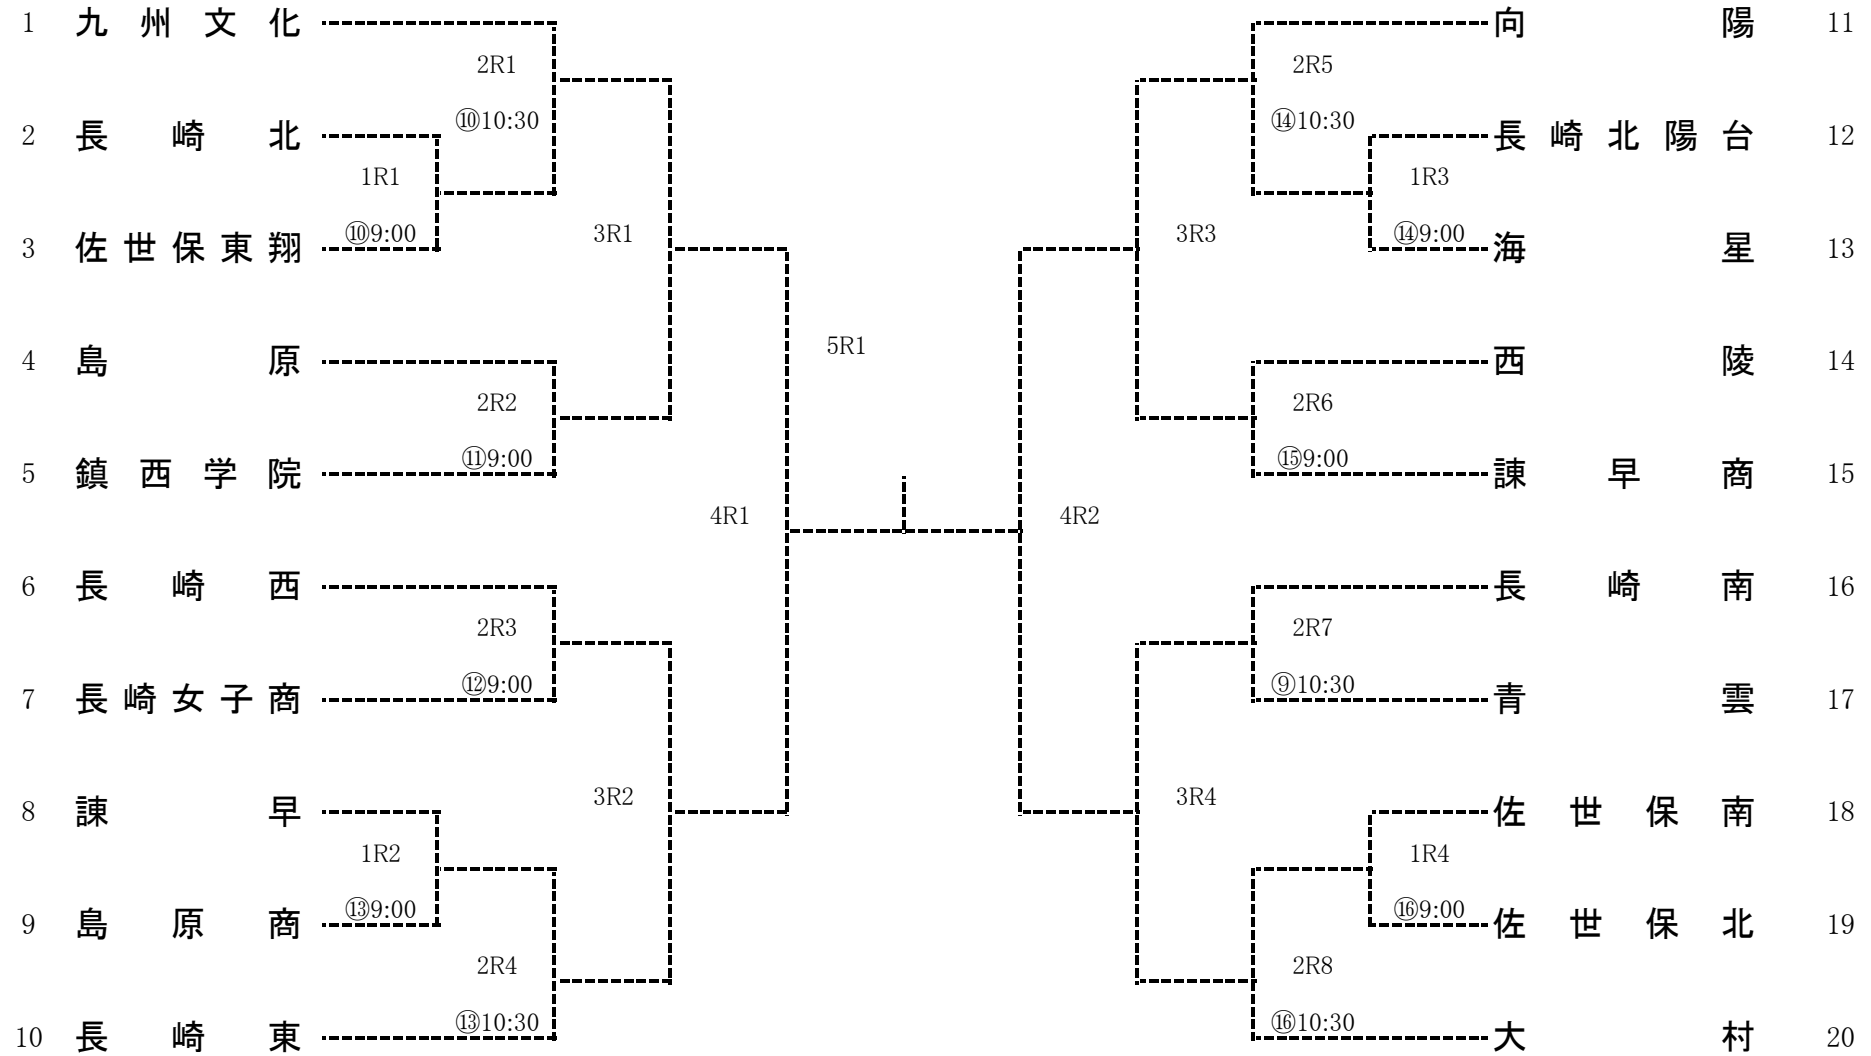 1 九州文化 向陽 11
2R1 2R5
⑩10:30 ⑭10:30
2 長崎北 長崎北陽台 12
1R1 1R3
⑩9:00 3R1 3R3 ⑭9:00
3 佐世保東翔 海星 13
5R1
4 島原 西陵 14
2R2 2R6
⑪9:00 ⑮9:00
5 鎮西学院 諌早商 15
4R1 4R2
6 長崎西 長崎南 16
2R3 2R7
⑫9:00 ⑨10:30
7 長崎女子商 青雲 17
3R2 3R4
8 諌早 佐世保南 18
1R2 1R4
⑬9:00 ⑯9:00
9 島原商 佐世保北 19
2R4 2R8
⑬10:30 ⑯10:30
10 長崎東 大村 20